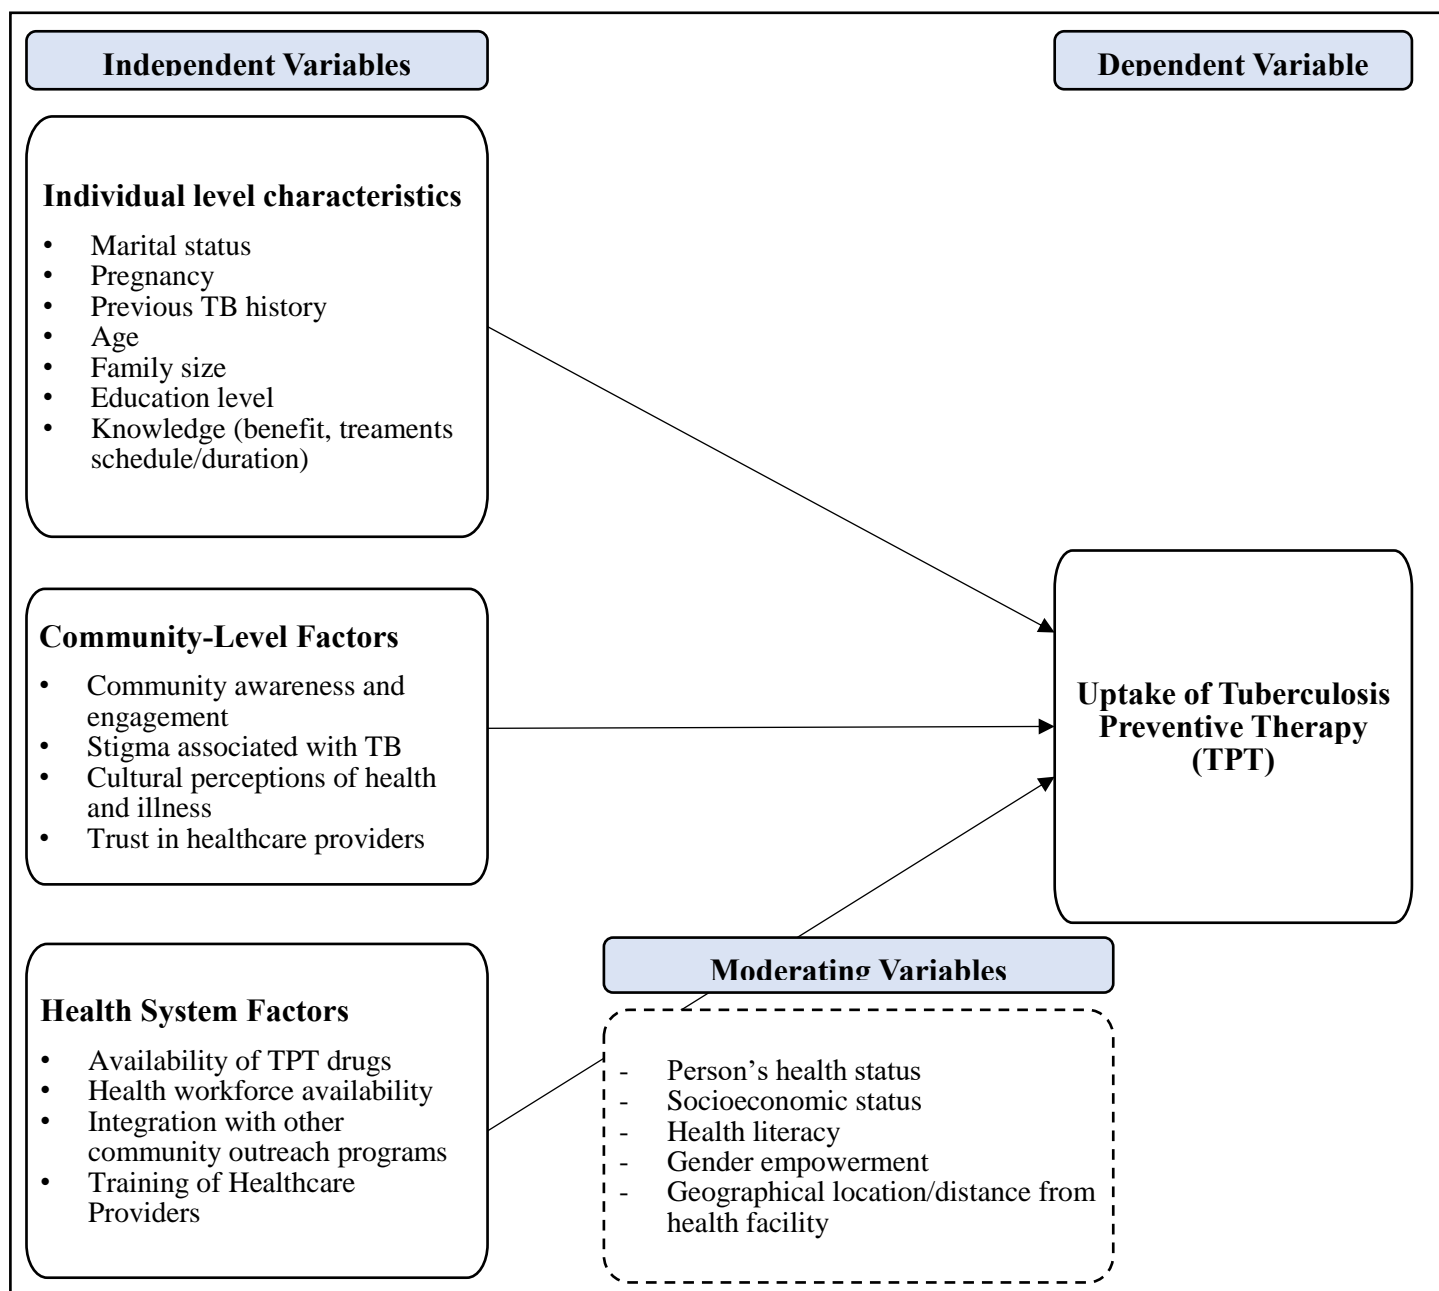 Independent Variables
Dependent Variable
Individual level characteristics
• Marital status
• Pregnancy
• Previous TB history
• Age
• Family size
• Education level
• Knowledge (benefit, treaments
schedule/duration)
Community-Level Factors
• Community awareness and
engagement
• Stigma associated with TB
• Cultural perceptions of health
and illness
• Trust in healthcare providers
Uptake of Tuberculosis
Preventive Therapy
(TPT)
Health System Factors
• Availability of TPT drugs
• Health workforce availability
• Integration with other
community outreach programs
• Training of Healthcare
Providers
Moderating Variables
- Person’s health status
- Socioeconomic status
- Health literacy
- Gender empowerment
- Geographical location/distance from
health facility